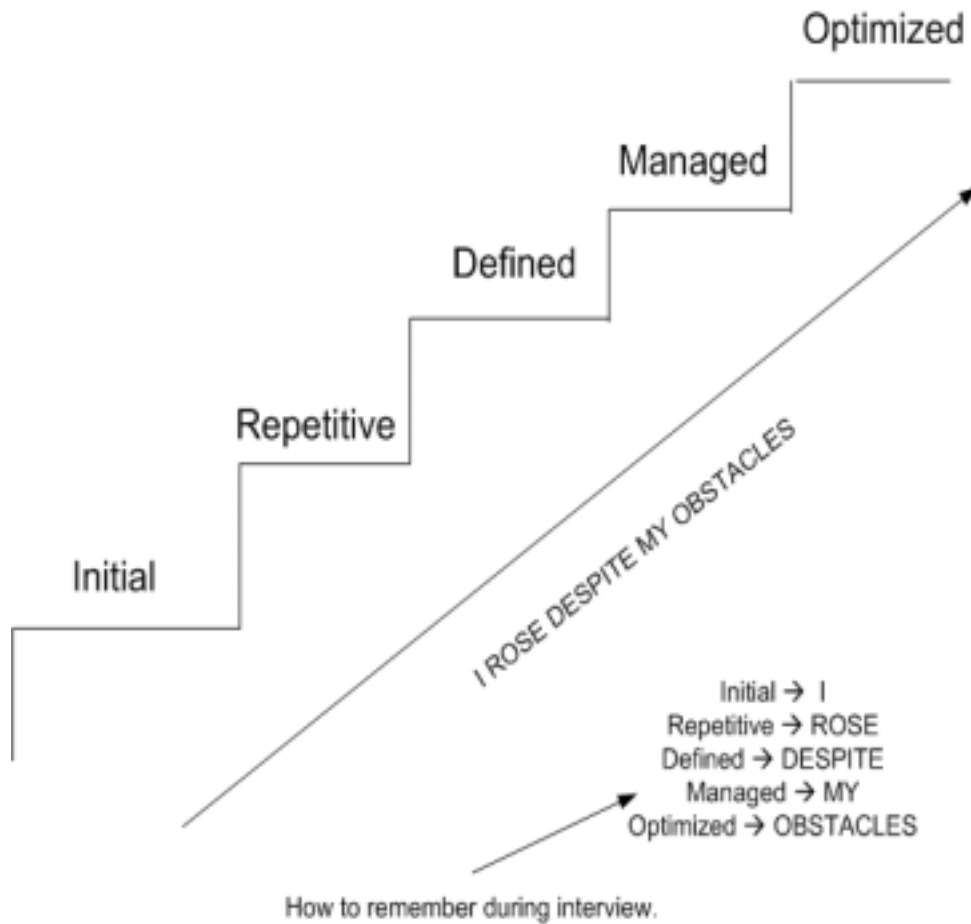 Optimized
Managed
Defined
Repetitive
Initial
I ROSE DESPITE MY OBSTACLES
Initial → I
Repetitive → ROSE
Defined → DESPITE
Managed → MY
Optimized → OBSTACLES
How to remember during interview.